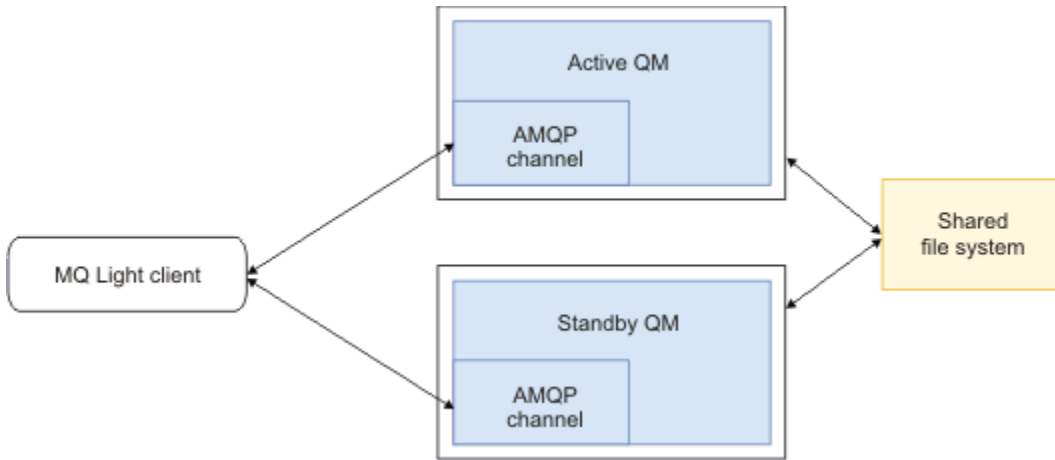 Active QM
AMQP
channel
MQ Light client
Shared
file system
Standby QM
AMQP
channel